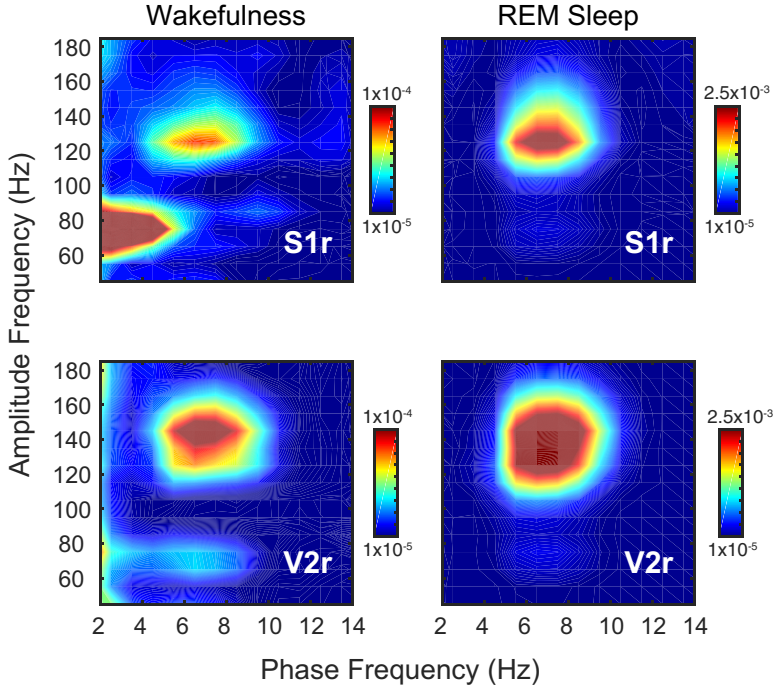 Wakefulness
REM Sleep
180
160
140
120
100
80
60
1x10-4
1x10-5
S1r
2.5x10-3
1x10-5
S1r
Amplitude Frequency (Hz)
180
160
140
120
100
80
60
1x10-4
1x10-5
V2r
2.5x10-3
1x10-5
V2r
2 4 6 8 10 12 14
2 4 6 8 10 12 14
Phase Frequency (Hz)